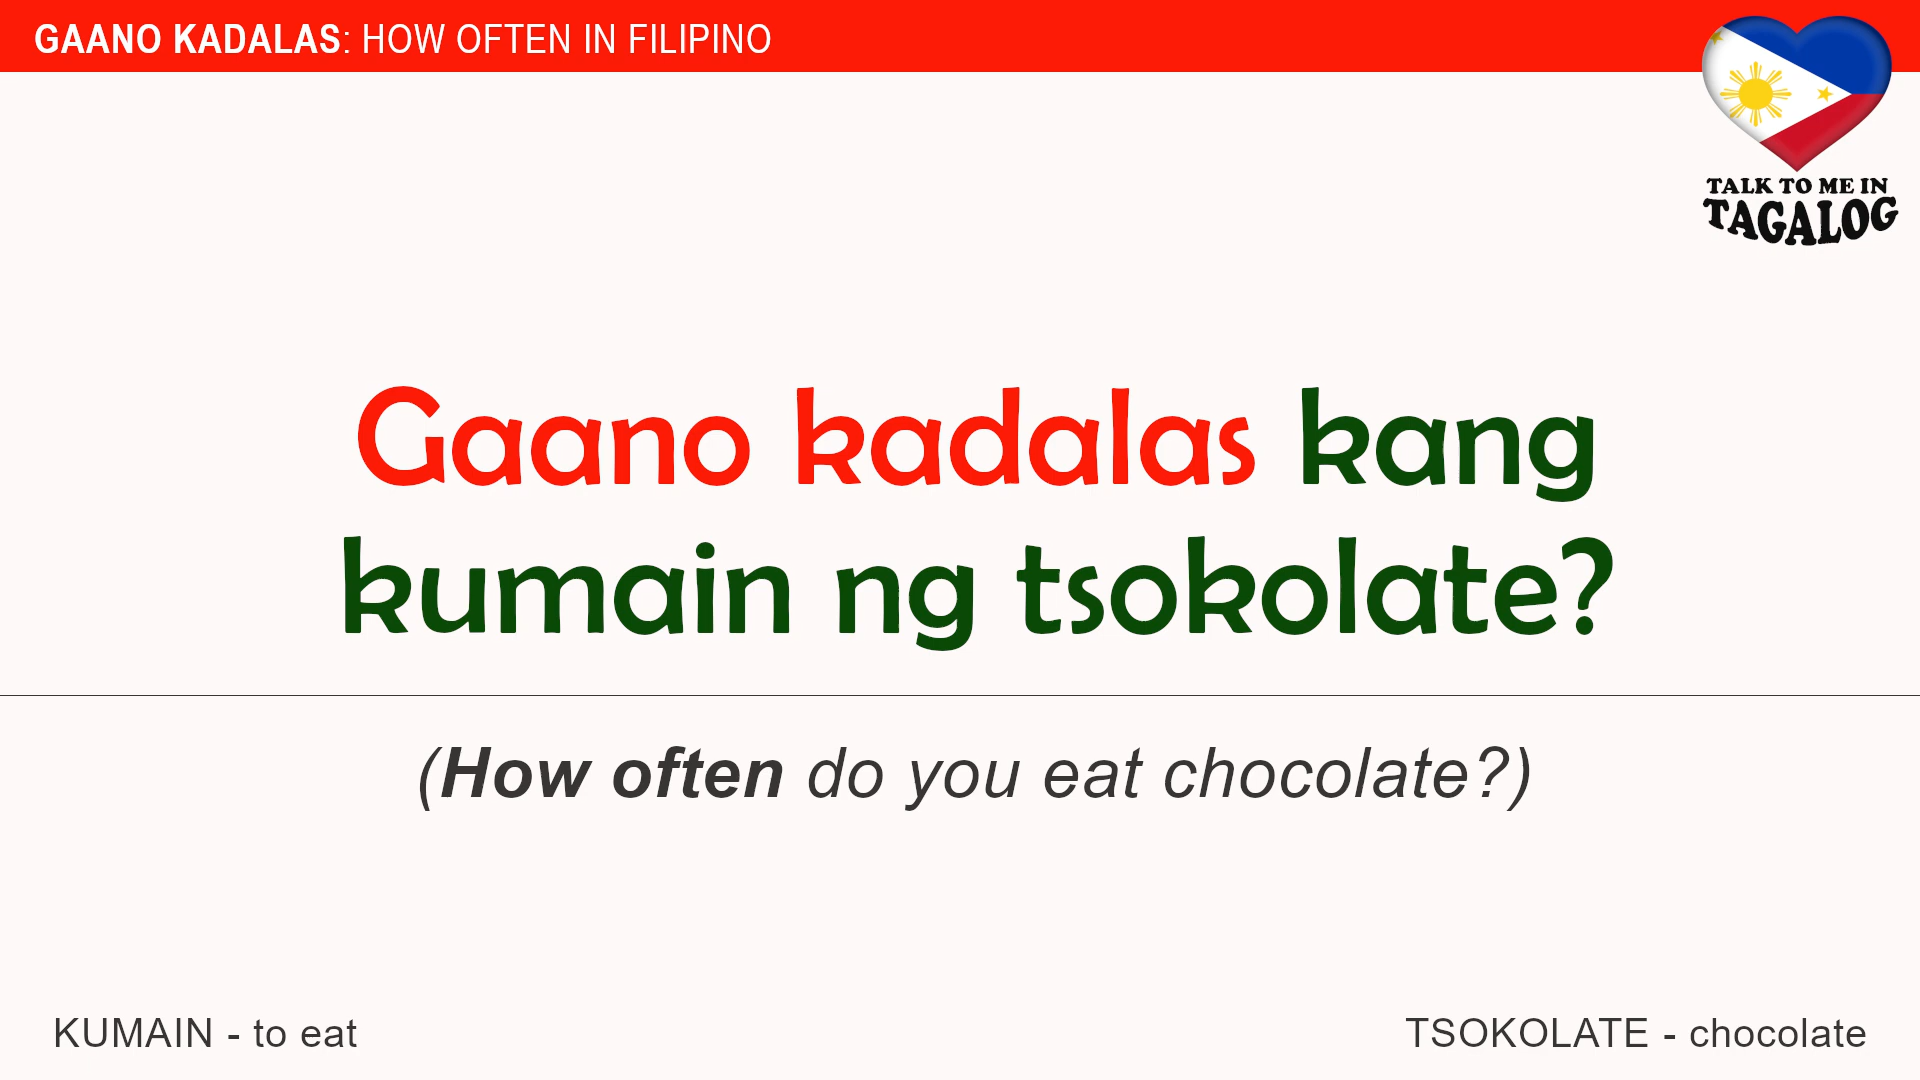 GAANO KADALAS: HOW OFTEN IN FILIPINO
TALK TO ME IN
TAGALOG
Gaano kadalas kang
kumain ng tsokolate?
(How often do you eat chocolate?)
KUMAIN - to eat
TSOKOLATE - chocolate